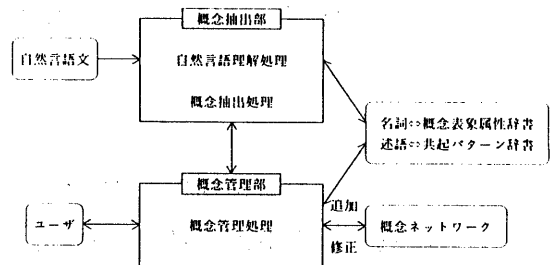 概念抽出部
自然言語文
自然言語理解処理
概念抽出処理
名詞⇔概念表象属性辞書
述語⇔共起パターン辞書
概念管理部
ユーザ
概念管理処理
追加
修正
概念ネットワーク